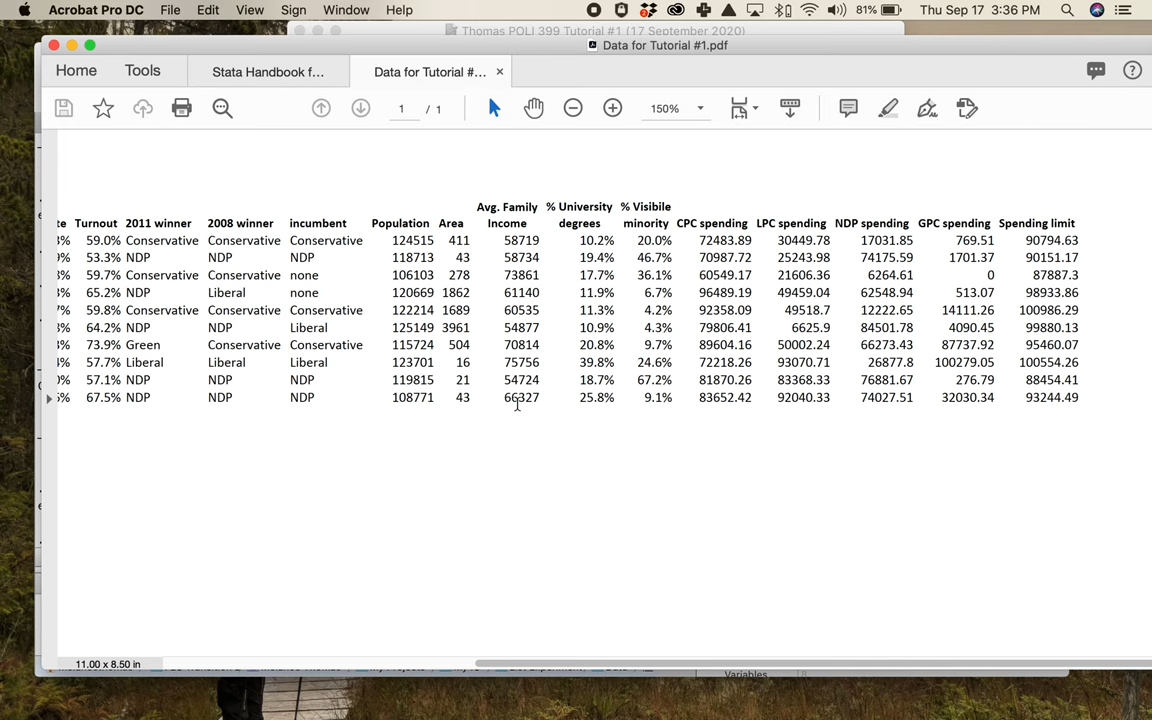 Acrobat Pro DC File Edit View Sign Window Help 81% Thu Sep 17 3:36 PM
Thomas POLI 399 Tutorial #1 (17 September 2020)
Data for Tutorial #1.pdf
Home Tools Stata Handbook f... Data for Tutorial #... ×
1 / 1 150%
Avg. Family % University % Visibile
te Turnout 2011 winner 2008 winner incumbent Population Area Income degrees minority CPC spending LPC spending NDP spending GPC spending Spending limit
3% 59.0% Conservative Conservative Conservative 124515 411 58719 10.2% 20.0% 72483.89 30449.78 17031.85 769.51 90794.63
9% 53.3% NDP NDP NDP 118713 43 58734 19.4% 46.7% 70987.72 25243.98 74175.59 1701.37 90151.17
3% 59.7% Conservative Conservative none 106103 278 73861 17.7% 36.1% 60549.17 21606.36 6264.61 0 87887.3
3% 65.2% NDP Liberal none 120669 1862 61140 11.9% 6.7% 96489.19 49459.04 62548.94 513.07 98933.86
7% 59.8% Conservative Conservative Conservative 122214 1689 60535 11.3% 4.2% 92358.09 49518.7 12222.65 14111.26 100986.29
3% 64.2% NDP NDP Liberal 125149 3961 54877 10.9% 4.3% 79806.41 6625.9 84501.78 4090.45 99880.13
3% 73.9% Green Conservative Conservative 115724 504 70814 20.8% 9.7% 89604.16 50002.24 66273.43 87737.92 95460.07
4% 57.7% Liberal Liberal Liberal 123701 16 75756 39.8% 24.6% 72218.26 93070.71 26877.8 100279.05 100554.26
0% 57.1% NDP NDP NDP 119815 21 54724 18.7% 67.2% 81870.26 83368.33 76881.67 276.79 88454.41
5% 67.5% NDP NDP NDP 108771 43 66327 25.8% 9.1% 83652.42 92040.33 74027.51 32030.34 93244.49
11.00 x 8.50 in
Variables